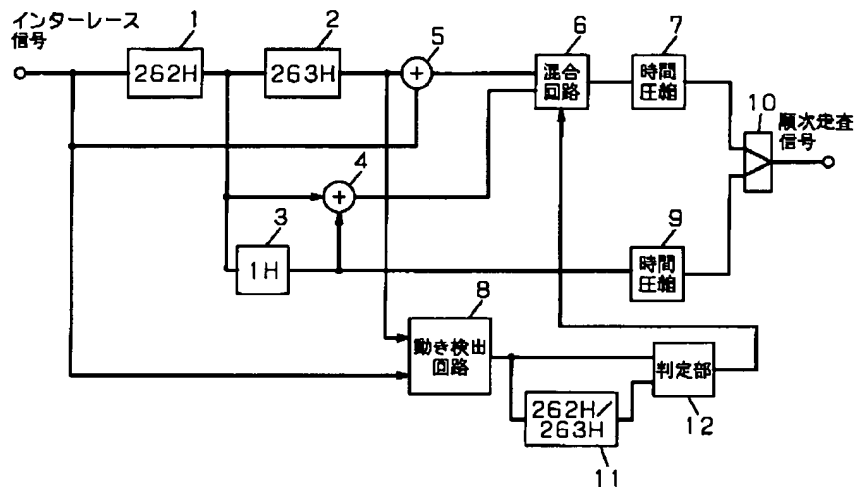 インターレース
信号
1
262H
2
263H
5
6
混合
回路
7
時間
圧縮
10
順次走査
信号
4
3
1H
9
時間
圧縮
8
動き検出
回路
判定部
12
262H/
263H
11